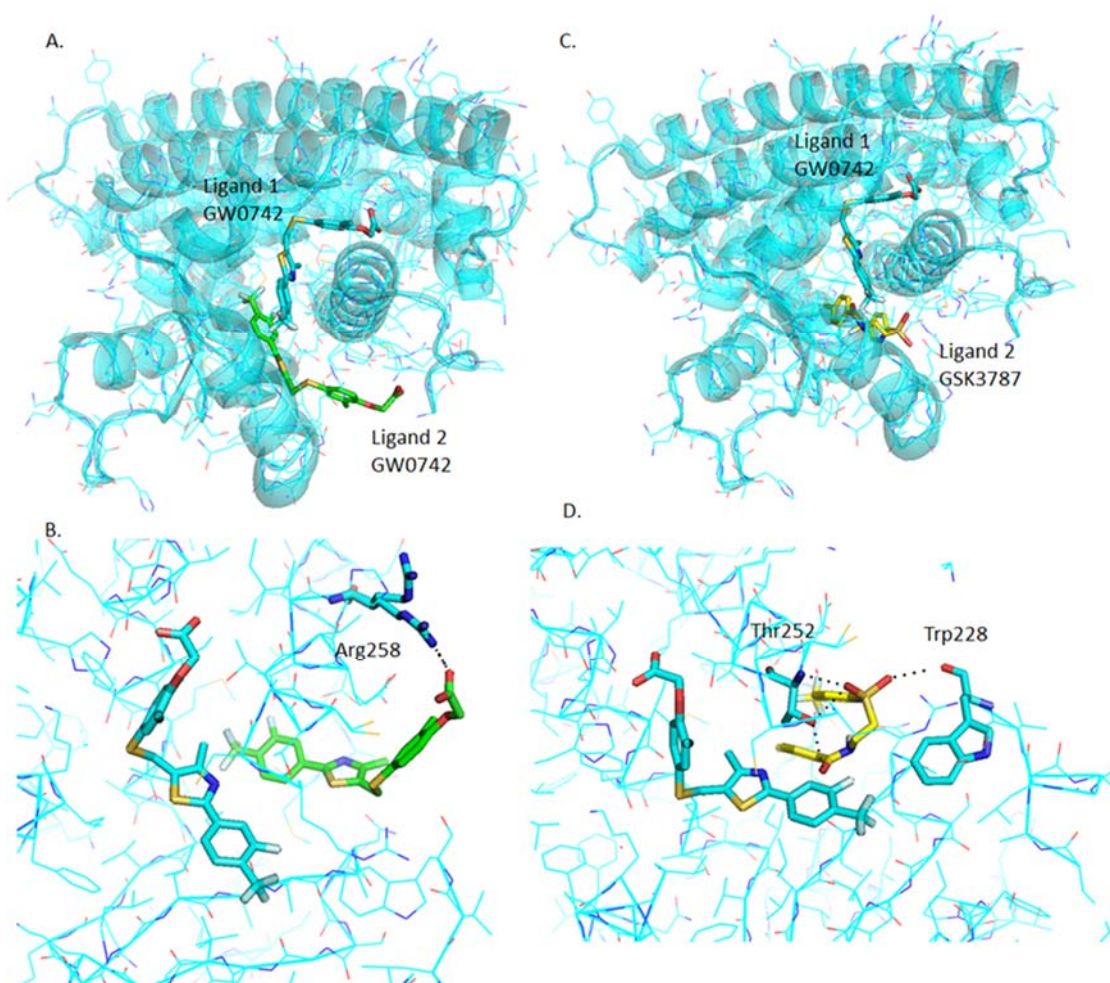 A.
Ligand 1
GW0742
Ligand 2
GW0742
C.
Ligand 1
GW0742
Ligand 2
GSK3787
B.
Arg258
D.
Thr252
Trp228